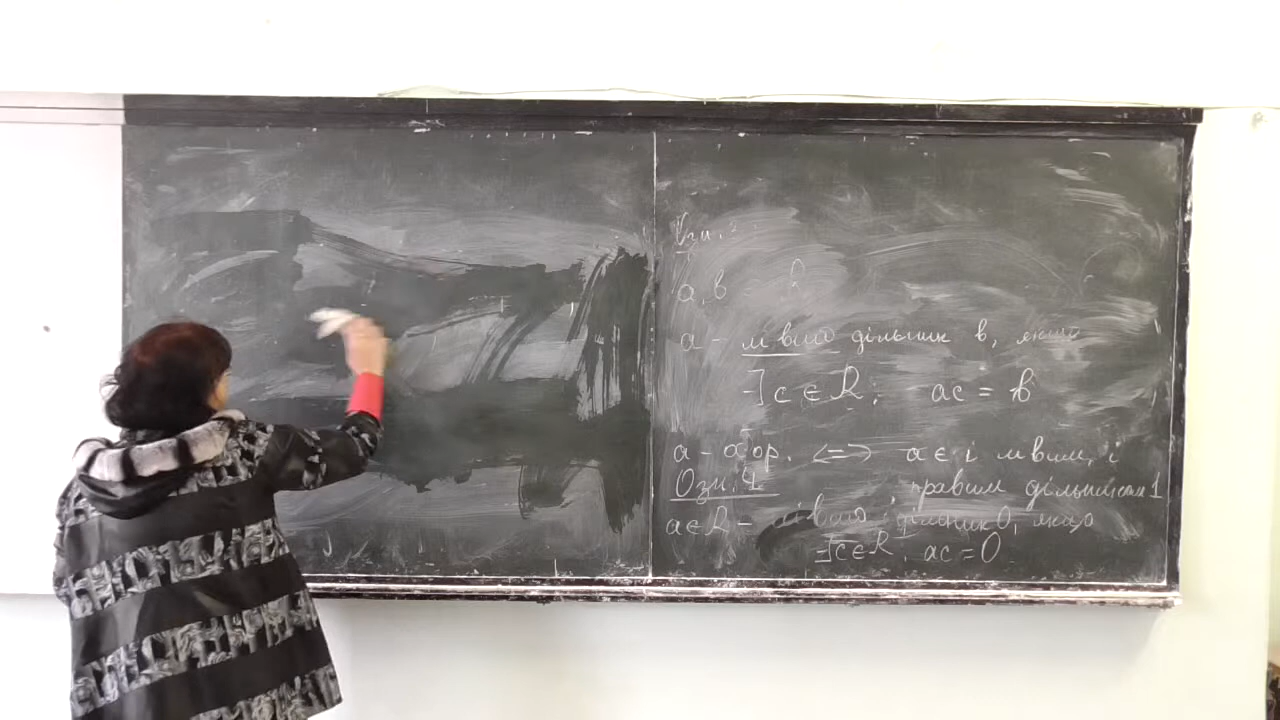 Озн. 3
a, b R
a - лівий дільник b, якщо
∃ c ∈ R: ac = b
a - обор. <=> a є і лівим, і
правим дільником 1
Озн. 4
a ∈ R - лівий дільник 0, якщо
∃ c ∈ R, ac = 0